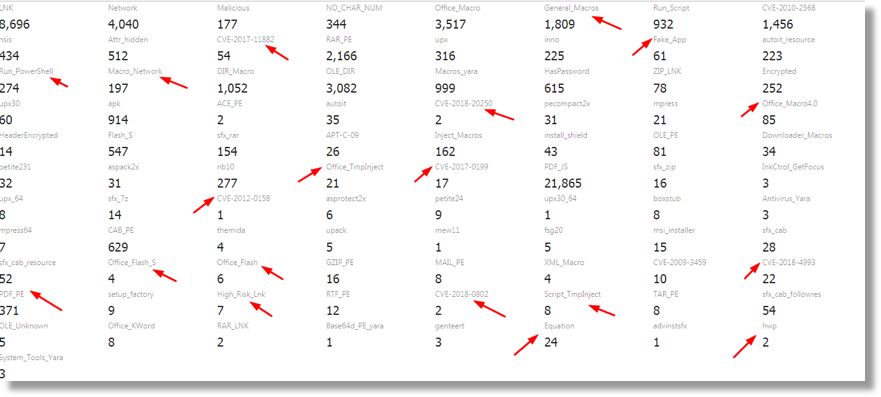 LNK Network Malicious NO_CHAR_NUM Office_Macro General_Macros Run_Script CVE-2010-2568
8,696 4,040 177 344 3,517 1,809 932 1,456
nsis Attr_hidden CVE-2017-11882 RAR_PE upx inno Fake_App autoit_resource
434 512 54 2,166 316 225 61 223
Run_PowerShell Macro_Network DIR_Macro OLE_DIR Macros_yara HasPassword ZIP_LNK Encrypted
274 197 1,052 3,082 999 615 78 252
upx30 apk ACE_PE autoit CVE-2018-20250 pecompact2x mpress Office_Macro4.0
60 914 2 35 2 31 21 85
HeaderEncrypted Flash_S sfx_rar APT-C-09 Inject_Macros install_shield OLE_PE Downloader_Macros
14 547 154 26 162 43 81 34
petite231 aspack2x nb10 Office_TmpInject CVE-2017-0199 PDF_JS sfx_zip InkCtrol_GetFocus
32 31 277 21 17 21,865 16 3
upx_64 sfx_7z CVE-2012-0158 asprotect2x petite24 upx30_64 boxstub Antivirus_Yara
8 14 1 6 9 1 8 3
mpress64 CAB_PE themida upack mew11 fsg20 msi_installer sfx_cab
7 629 4 5 1 5 15 28
sfx_cab_resource Office_Flash_S Office_Flash GZIP_PE MAIL_PE XML_Macro CVE-2009-3459 CVE-2018-4993
52 4 6 16 8 4 10 22
PDF_PE setup_factory High_Risk_Lnk RTF_PE CVE-2018-0802 Script_TmpInject TAR_PE sfx_cab_followres
371 9 7 12 2 8 8 54
OLE_Unknown Office_KWord RAR_LNK Base64d_PE_yara genteert Equation advinstsfx hwp
5 8 2 1 3 24 1 2
System_Tools_Yara
3